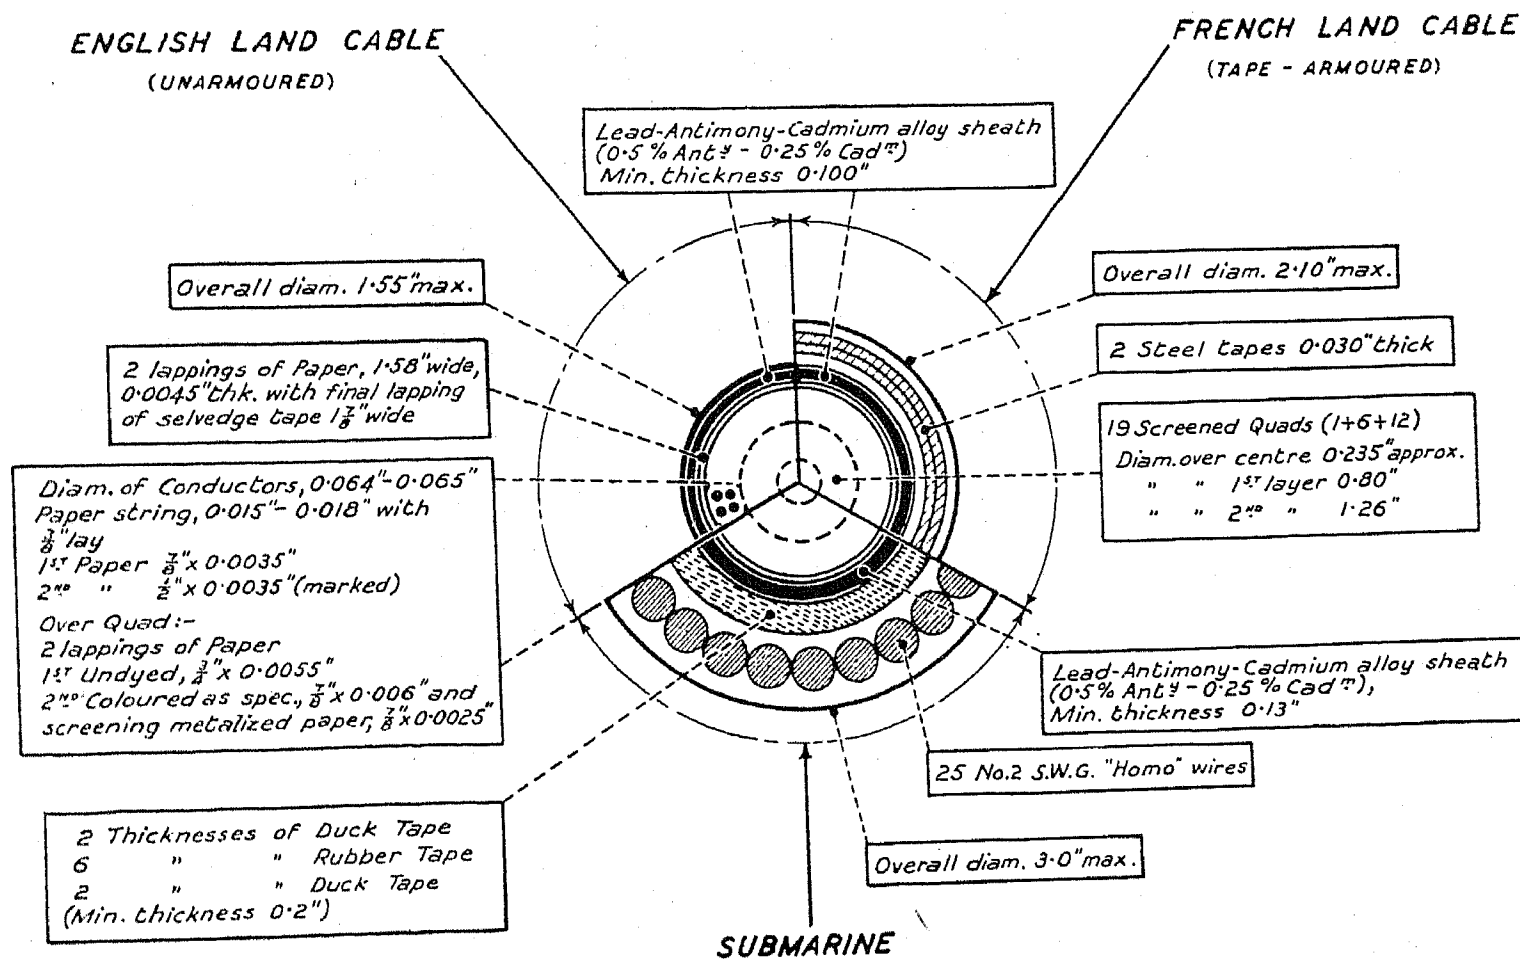 ENGLISH LAND CABLE
(UNARMOURED)
FRENCH LAND CABLE
(TAPE - ARMOURED)
Lead-Antimony-Cadmium alloy sheath
(0·5 % Antʸ - 0·25 % Cadᵐ)
Min. thickness 0·100"
Overall diam. 1·55" max.
Overall diam. 2·10" max.
2 lappings of Paper, 1·58" wide,
0·0045" thk. with final lapping
of selvedge tape 1⅞" wide
2 Steel tapes 0·030" thick
19 Screened Quads (1+6+12)
Diam. over centre 0·235" approx.
" " 1ST layer 0·80"
" " 2ND " 1·26"
Diam. of Conductors, 0·064"- 0·065"
Paper string, 0·015"- 0·018" with
" lay
1ST Paper " x 0·0035"
2ND " ½" x 0·0035" (marked)
Over Quad :-
2 lappings of Paper
1ST Undyed, " x 0·0055"
2ND Coloured as spec., ⅞" x 0·006" and
screening metalized paper, ⅞" x 0·0025"
Lead-Antimony-Cadmium alloy sheath
(0·5% Antʸ - 0·25 % Cadᵐ),
Min. thickness 0·13"
25 No.2 S.W.G. "Homo" wires
2 Thicknesses of Duck Tape
6 " " Rubber Tape
2 " " Duck Tape
(Min. thickness 0·2")
Overall diam. 3·0" max.
SUBMARINE